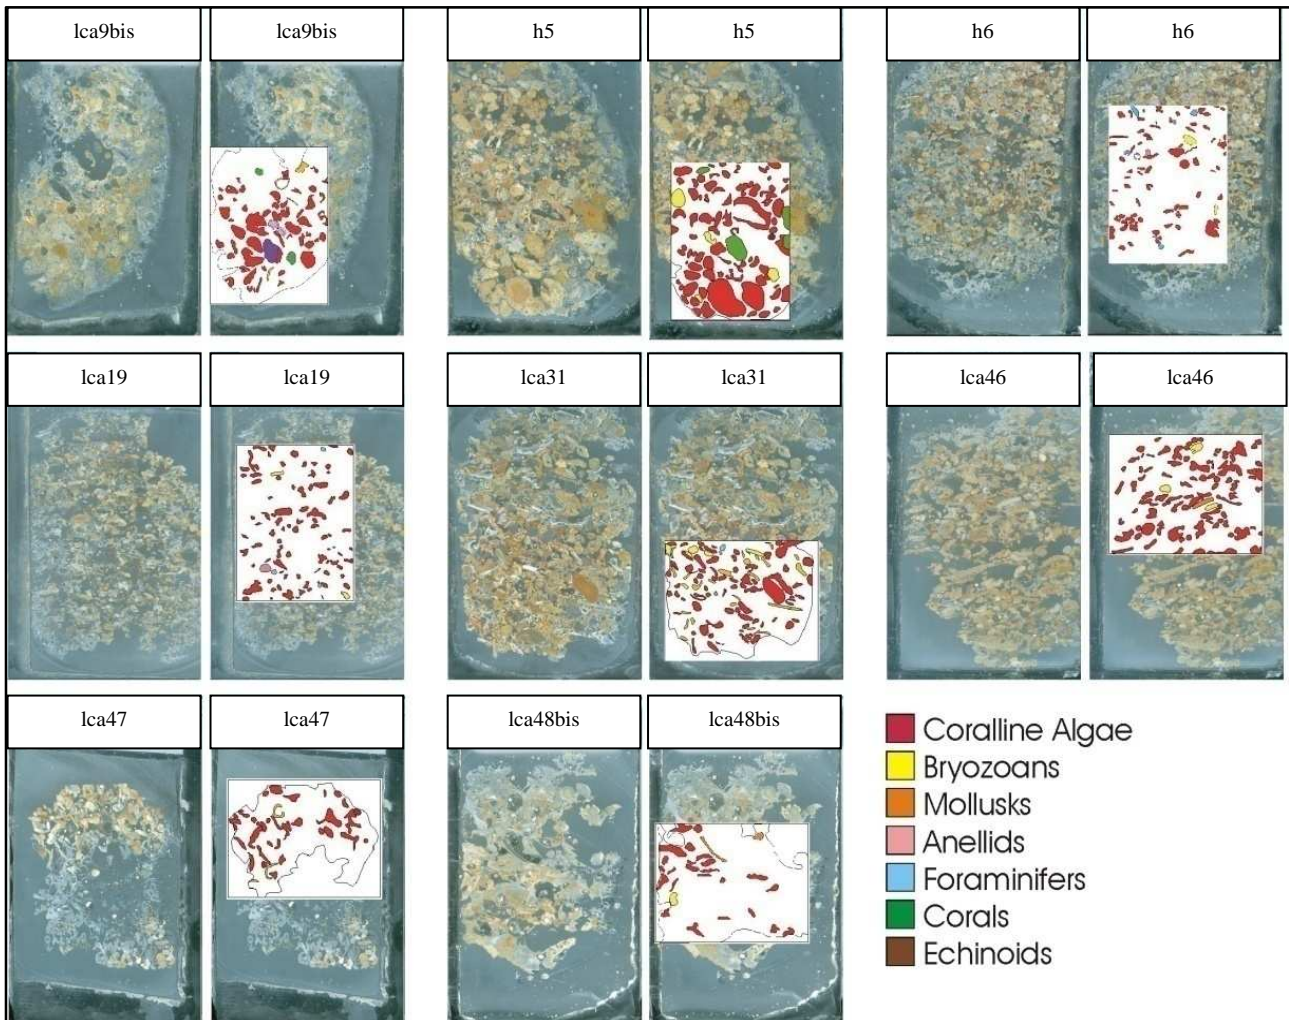 lca9bis lca9bis h5 h5 h6 h6
lca19 lca19 lca31 lca31 lca46 lca46
lca47 lca47 lca48bis lca48bis
Coralline Algae
Bryozoans
Mollusks
Anellids
Foraminifers
Corals
Echinoids